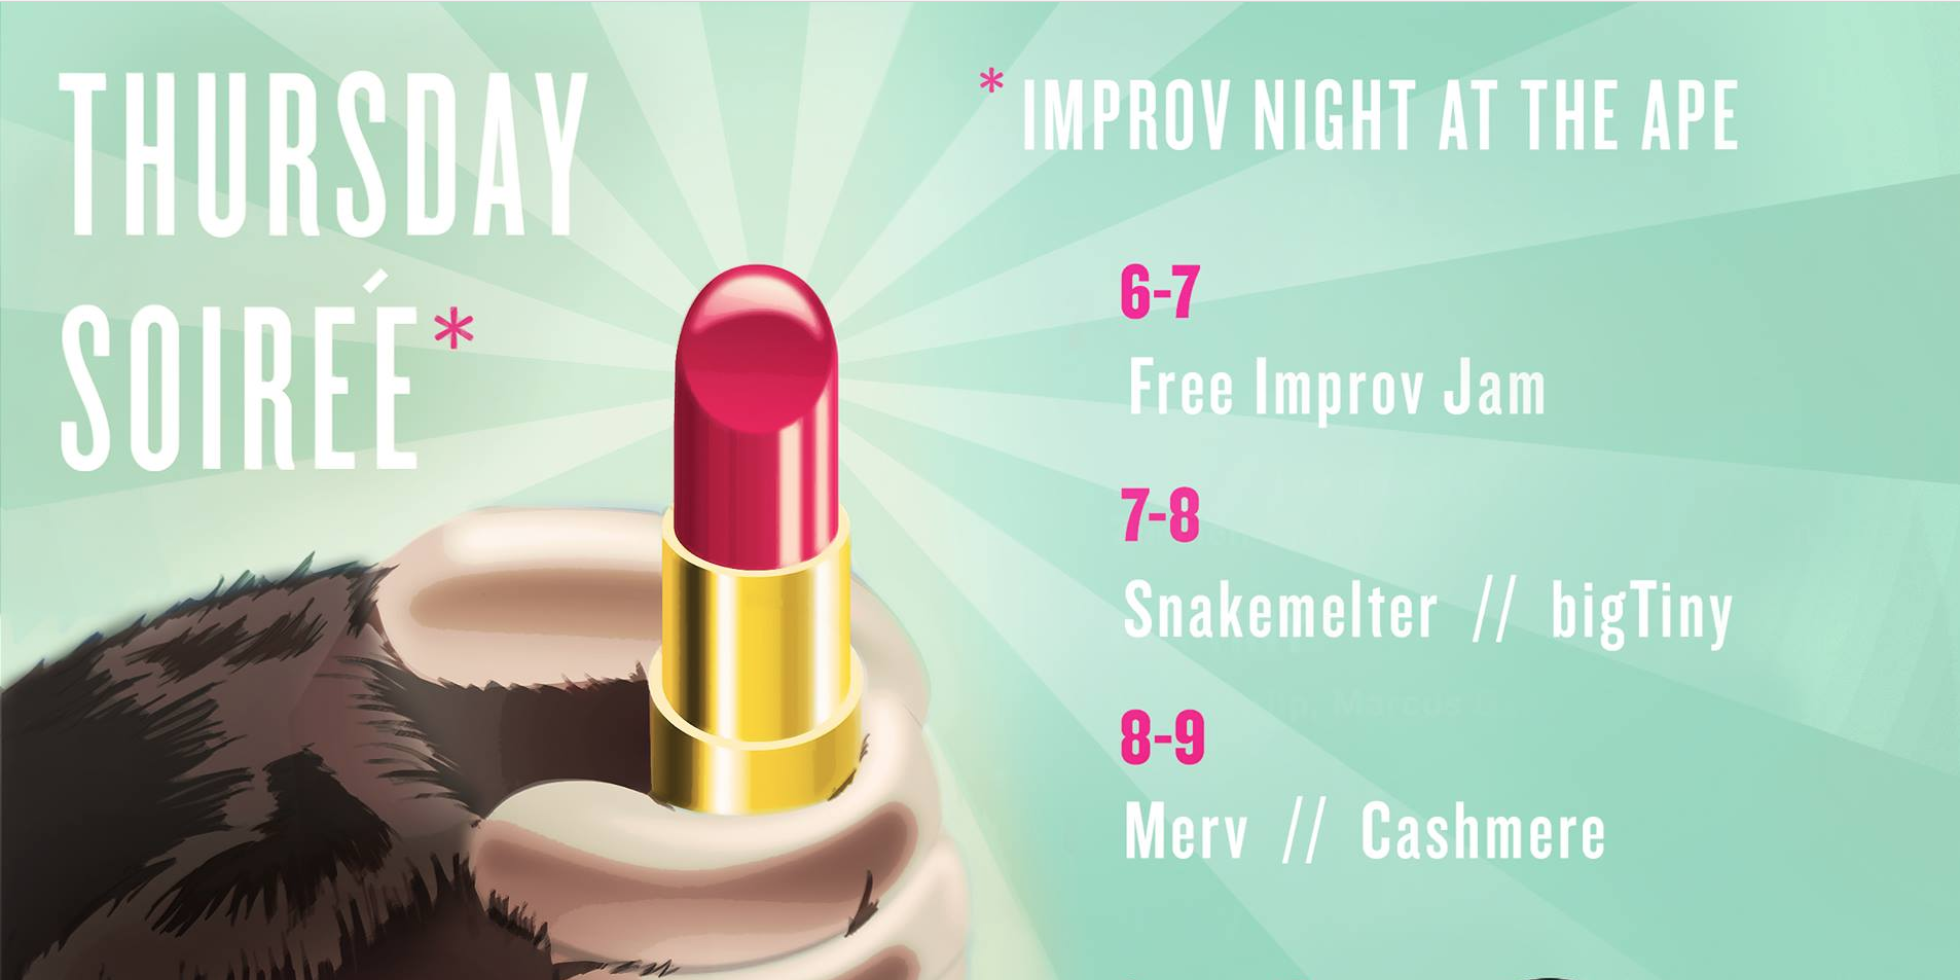 THURSDAY
SOIREÉ*
* IMPROV NIGHT AT THE APE
6-7
Free Improv Jam
7-8
Snakemelter // bigTiny
8-9
Merv // Cashmere